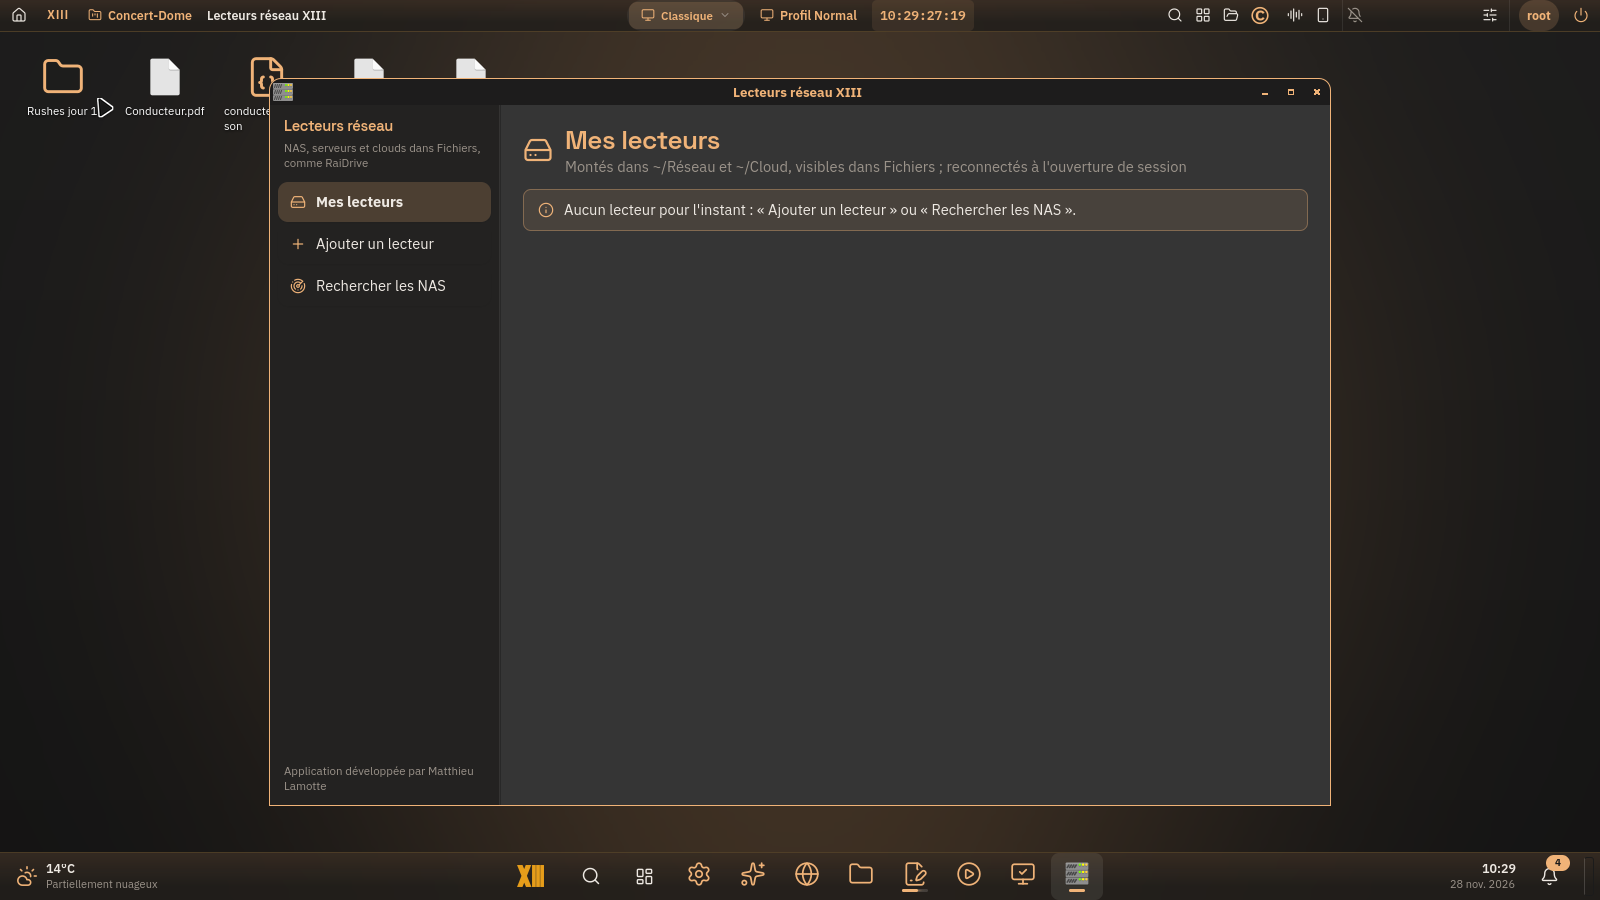 XIII Concert-Dome Lecteurs réseau XIII Classique Profil Normal 10:29:27:19 root
Rushes jour 1
Conducteur.pdf
conducte
son
Lecteurs réseau XIII
Lecteurs réseau
NAS, serveurs et clouds dans Fichiers,
comme RaiDrive
Mes lecteurs
Ajouter un lecteur
Rechercher les NAS
Application développée par Matthieu
Lamotte
Mes lecteurs
Montés dans ~/Réseau et ~/Cloud, visibles dans Fichiers ; reconnectés à l'ouverture de session
Aucun lecteur pour l'instant : « Ajouter un lecteur » ou « Rechercher les NAS ».
14°C
Partiellement nuageux
XIII
10:29
28 nov. 2026
4